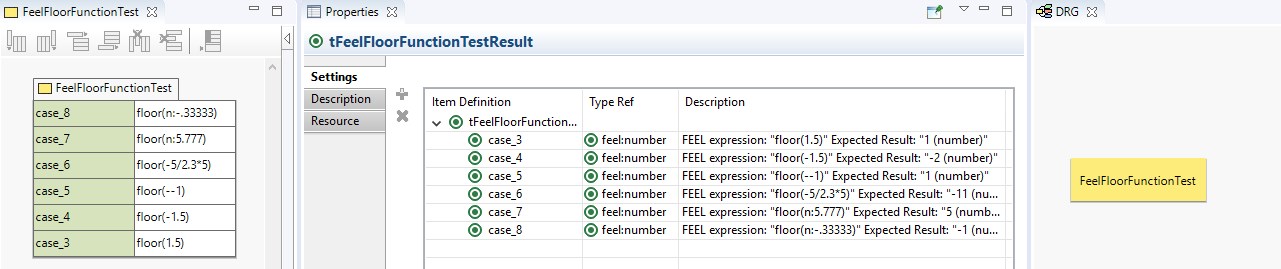 FeelFloorFunctionTest
FeelFloorFunctionTest
case_8 floor(n:-.33333)
case_7 floor(n:5.777)
case_6 floor(-5/2.3*5)
case_5 floor(--1)
case_4 floor(-1.5)
case_3 floor(1.5)
Properties
tFeelFloorFunctionTestResult
Settings
Description
Resource
Item Definition Type Ref Description
tFeelFloorFunction...
case_3 feel:number FEEL expression: "floor(1.5)" Expected Result: "1 (number)"
case_4 feel:number FEEL expression: "floor(-1.5)" Expected Result: "-2 (number)"
case_5 feel:number FEEL expression: "floor(--1)" Expected Result: "1 (number)"
case_6 feel:number FEEL expression: "floor(-5/2.3*5)" Expected Result: "-11 (nu...
case_7 feel:number FEEL expression: "floor(n:5.777)" Expected Result: "5 (numb...
case_8 feel:number FEEL expression: "floor(n:-.33333)" Expected Result: "-1 (nu...
DRG
FeelFloorFunctionTest